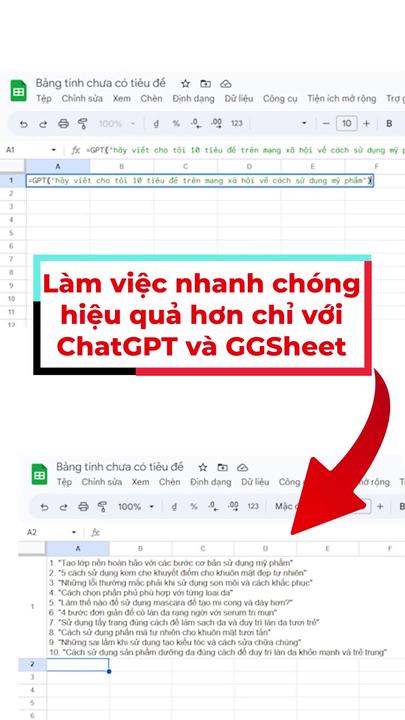 Bảng tính chưa có tiêu đề
Tệp Chỉnh sửa Xem Chèn Định dạng Dữ liệu Công cụ Tiện ích mở rộng Trợ g
100% đ % .0 .00 123 10 B
A1 fx =GPT("hãy viết cho tôi 10 tiêu đề trên mạng xã hội về cách sử dụng mỹ ph
A B C D E F
1 =GPT("hãy viết cho tôi 10 tiêu đề trên mạng xã hội về cách sử dụng mỹ phẩm")
2
3
4
5
6
7
8
9
10
11
12
Làm việc nhanh chóng
hiệu quả hơn chỉ với
ChatGPT và GGSheet
Bảng tính chưa có tiêu đề
Tệp Chỉnh sửa Xem Chèn Định dạng Dữ liệu Công rộng T
100% đ % .0 .00 123 Mặc B
A2 fx
A B C D E F
1
1. "Tạo lớp nền hoàn hảo với các bước cơ bản sử dụng mỹ phẩm"
2. "5 cách sử dụng kem che khuyết điểm cho khuôn mặt đẹp tự nhiên"
3. "Những lỗi thường mắc phải khi sử dụng son môi và cách khắc phục"
4. "Cách chọn phấn phủ phù hợp với từng loại da"
5. "Làm thế nào để sử dụng mascara để tạo mi cong và dày hơn?"
6. "4 bước đơn giản để có làn da rạng ngời với serum trị mụn"
7. "Sử dụng tẩy trang đúng cách để làm sạch da và duy trì làn da tươi trẻ"
8. "Cách sử dụng phấn má tự nhiên cho khuôn mặt tươi tắn"
9. "Những sai lầm khi sử dụng tạo kiểu tóc và cách sửa chữa chúng"
10. "Cách sử dụng sản phẩm dưỡng da đúng cách để duy trì làn da khỏe mạnh và trẻ trung"
2
3
4
5
6